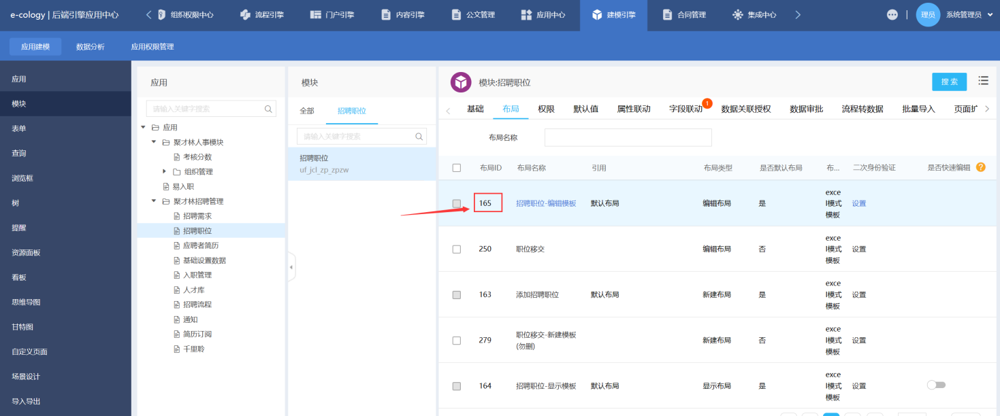 e-cology | 后端引擎应用中心
组织权限中心
流程引擎
门户引擎
内容引擎
公文管理
应用中心
建模引擎
合同管理
集成中心
理员
系统管理员
应用建模
数据分析
应用权限管理
应用
模块
表单
查询
浏览框
树
提醒
资源面板
看板
思维导图
甘特图
自定义页面
场景设计
导入导出
应用
请输入关键字搜索
应用
聚才林人事模块
考核分数
组织管理
易入职
聚才林招聘管理
招聘需求
招聘职位
应聘者简历
基础设置数据
入职管理
人才库
招聘流程
通知
简历订阅
千里聆
模块
全部
招聘职位
请输入关键字搜索
招聘职位
uf_jcl_zp_zpzw
模块:招聘职位
搜 索
基础
布局
权限
默认值
属性联动
字段联动
1
数据关联授权
数据审批
流程转数据
批量导入
页面扩
布局名称
布局ID
布局名称
引用
布局类型
是否默认布局
布...
二次身份验证
是否快速编辑
?
165
招聘职位-编辑模板
默认布局
编辑布局
是
exce
l模式
模板
设置
250
职位移交
编辑布局
否
exce
l模式
模板
设置
163
添加招聘职位
默认布局
新建布局
是
exce
l模式
模板
设置
279
职位移交-新建模板
(勿删)
新建布局
否
exce
l模式
模板
设置
164
招聘职位-显示模板
默认布局
显示布局
是
exce
l模式
模板
设置